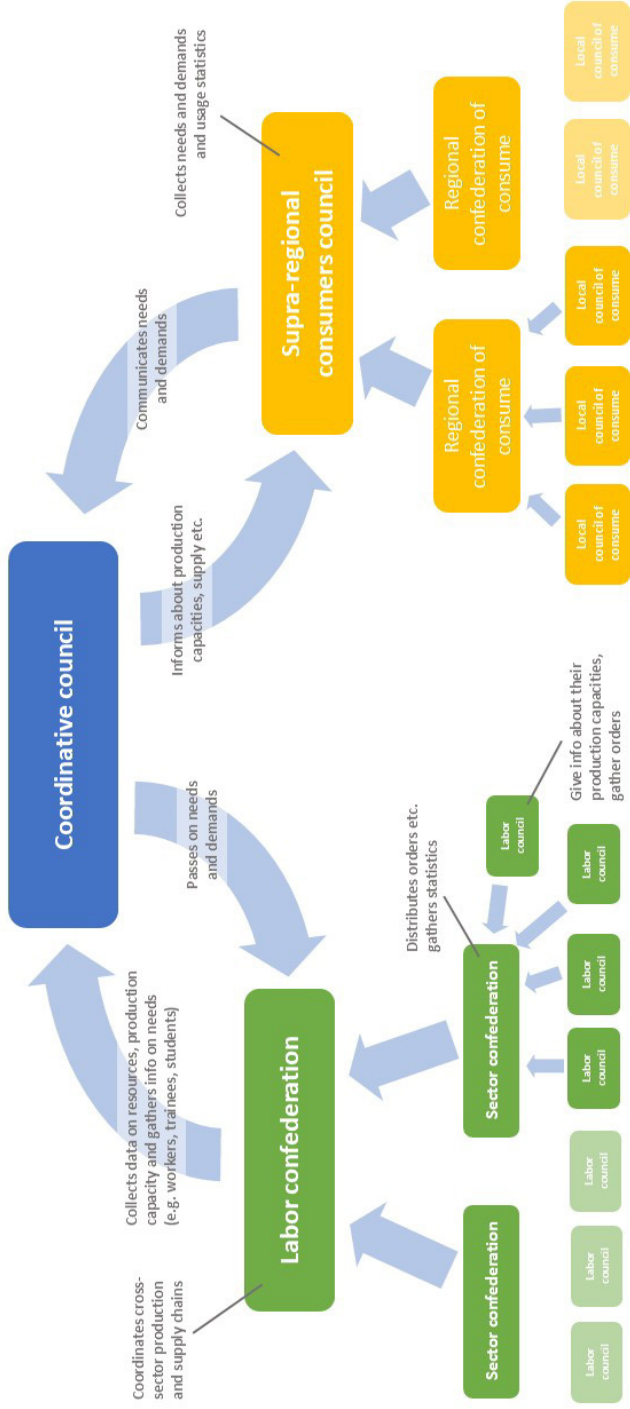 Coordinative council
Collects data on resources, production
capacity and gathers info on needs
(e.g. workers, trainees, students)
Passes on needs
and demands
Informs about production
capacities, supply etc.
Communicates needs
and demands
Coordinates cross-
sector production
and supply chains
Labor confederation
Collects needs and demands
and usage statistics
Supra-regional
consumers council
Sector confederation
Sector confederation
Distributes orders etc.
gathers statistics
Labor
council
Give info about their
production capacities,
gather orders
Regional
confederation of
consume
Regional
confederation of
consume
Labor
council
Labor
council
Labor
council
Labor
council
Labor
council
Labor
council
Local
council of
consume
Local
council of
consume
Local
council of
consume
Local
council of
consume
Local
council of
consume